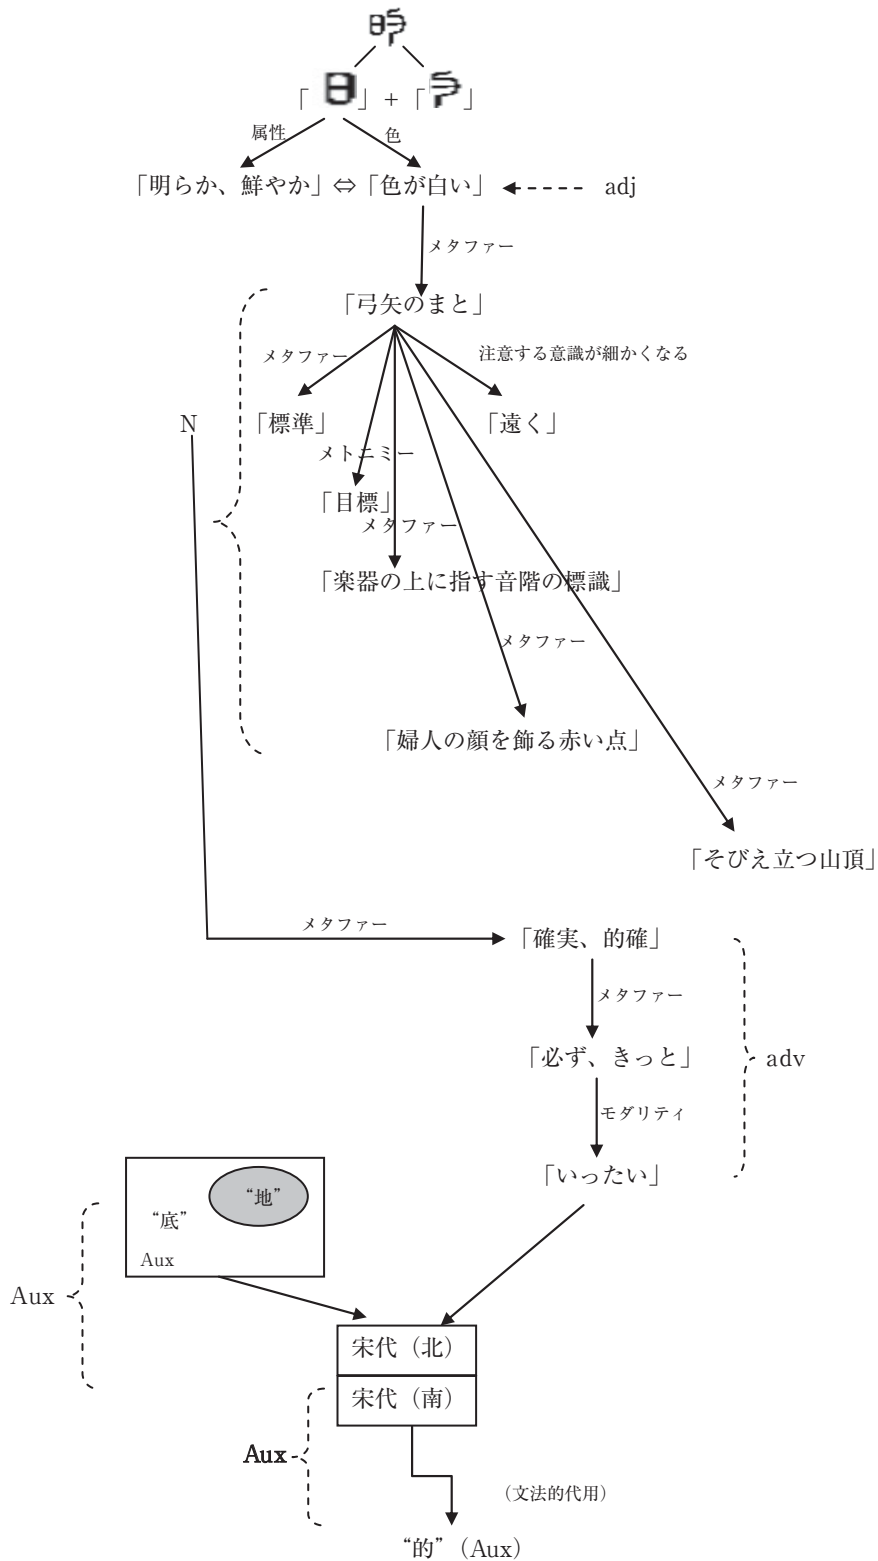 「日」+「」
属性
色
「明らか、鮮やか」⇔「色が白い」
adj
メタファー
「弓矢のまと」
メタファー
注意する意識が細かくなる
N
「標準」
「遠く」
メトニミー
「目標」
メタファー
「楽器の上に指す音階の標識」
メタファー
「婦人の顔を飾る赤い点」
メタファー
「そびえ立つ山頂」
メタファー
「確実、的確」
メタファー
「必ず、きっと」
adv
モダリティ
「いったい」
“地”
“底”
Aux
Aux
宋代（北）
宋代（南）
Aux
（文法的代用）
“的”（Aux）